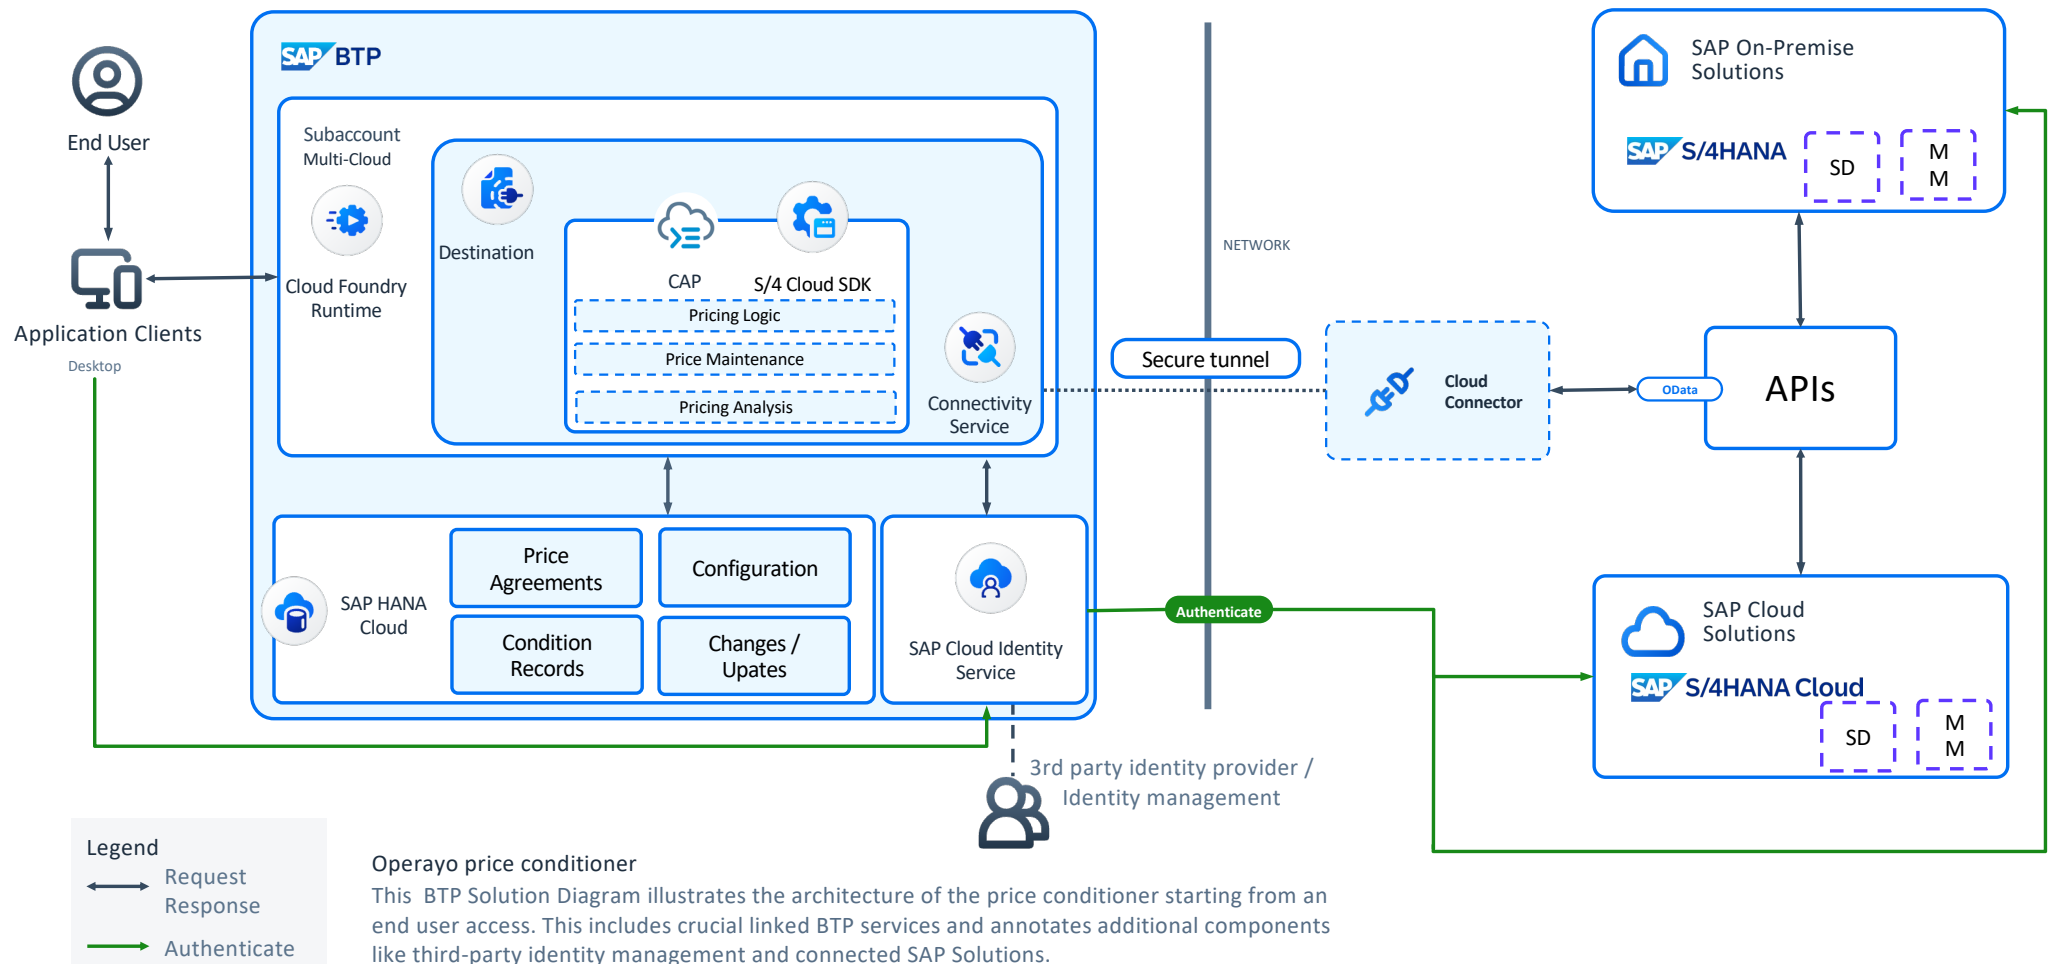 End User
Application Clients
Desktop
SAP BTP
Subaccount
Multi-Cloud
Cloud Foundry
Runtime
Destination
CAP
S/4 Cloud SDK
Pricing Logic
Price Maintenance
Pricing Analysis
Connectivity
Service
SAP HANA
Cloud
Price
Agreements
Configuration
Condition
Records
Changes /
Upates
SAP Cloud Identity
Service
NETWORK
Secure tunnel
Authenticate
Cloud
Connector
OData
APIs
SAP On-Premise
Solutions
SAP S/4HANA
SD
M
M
SAP Cloud
Solutions
SAP S/4HANA Cloud
SD
M
M
3rd party identity provider /
Identity management
Legend
Request
Response
Authenticate
Operayo price conditioner
This BTP Solution Diagram illustrates the architecture of the price conditioner starting from an
end user access. This includes crucial linked BTP services and annotates additional components
like third-party identity management and connected SAP Solutions.